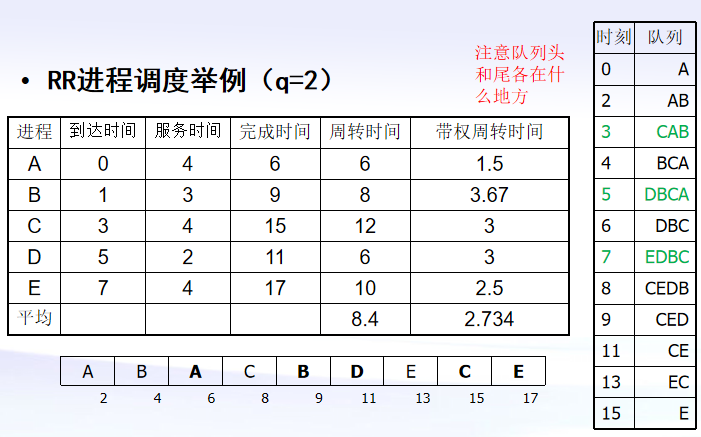 • RR进程调度举例（q=2）
注意队列头
和尾各在什
么地方
进程 到达时间 服务时间 完成时间 周转时间 带权周转时间
A 0 4 6 6 1.5
B 1 3 9 8 3.67
C 3 4 15 12 3
D 5 2 11 6 3
E 7 4 17 10 2.5
平均 8.4 2.734
A B A C B D E C E
2 4 6 8 9 11 13 15 17
时刻 队列
0 A
2 AB
3 CAB
4 BCA
5 DBCA
6 DBC
7 EDBC
8 CEDB
9 CED
11 CE
13 EC
15 E